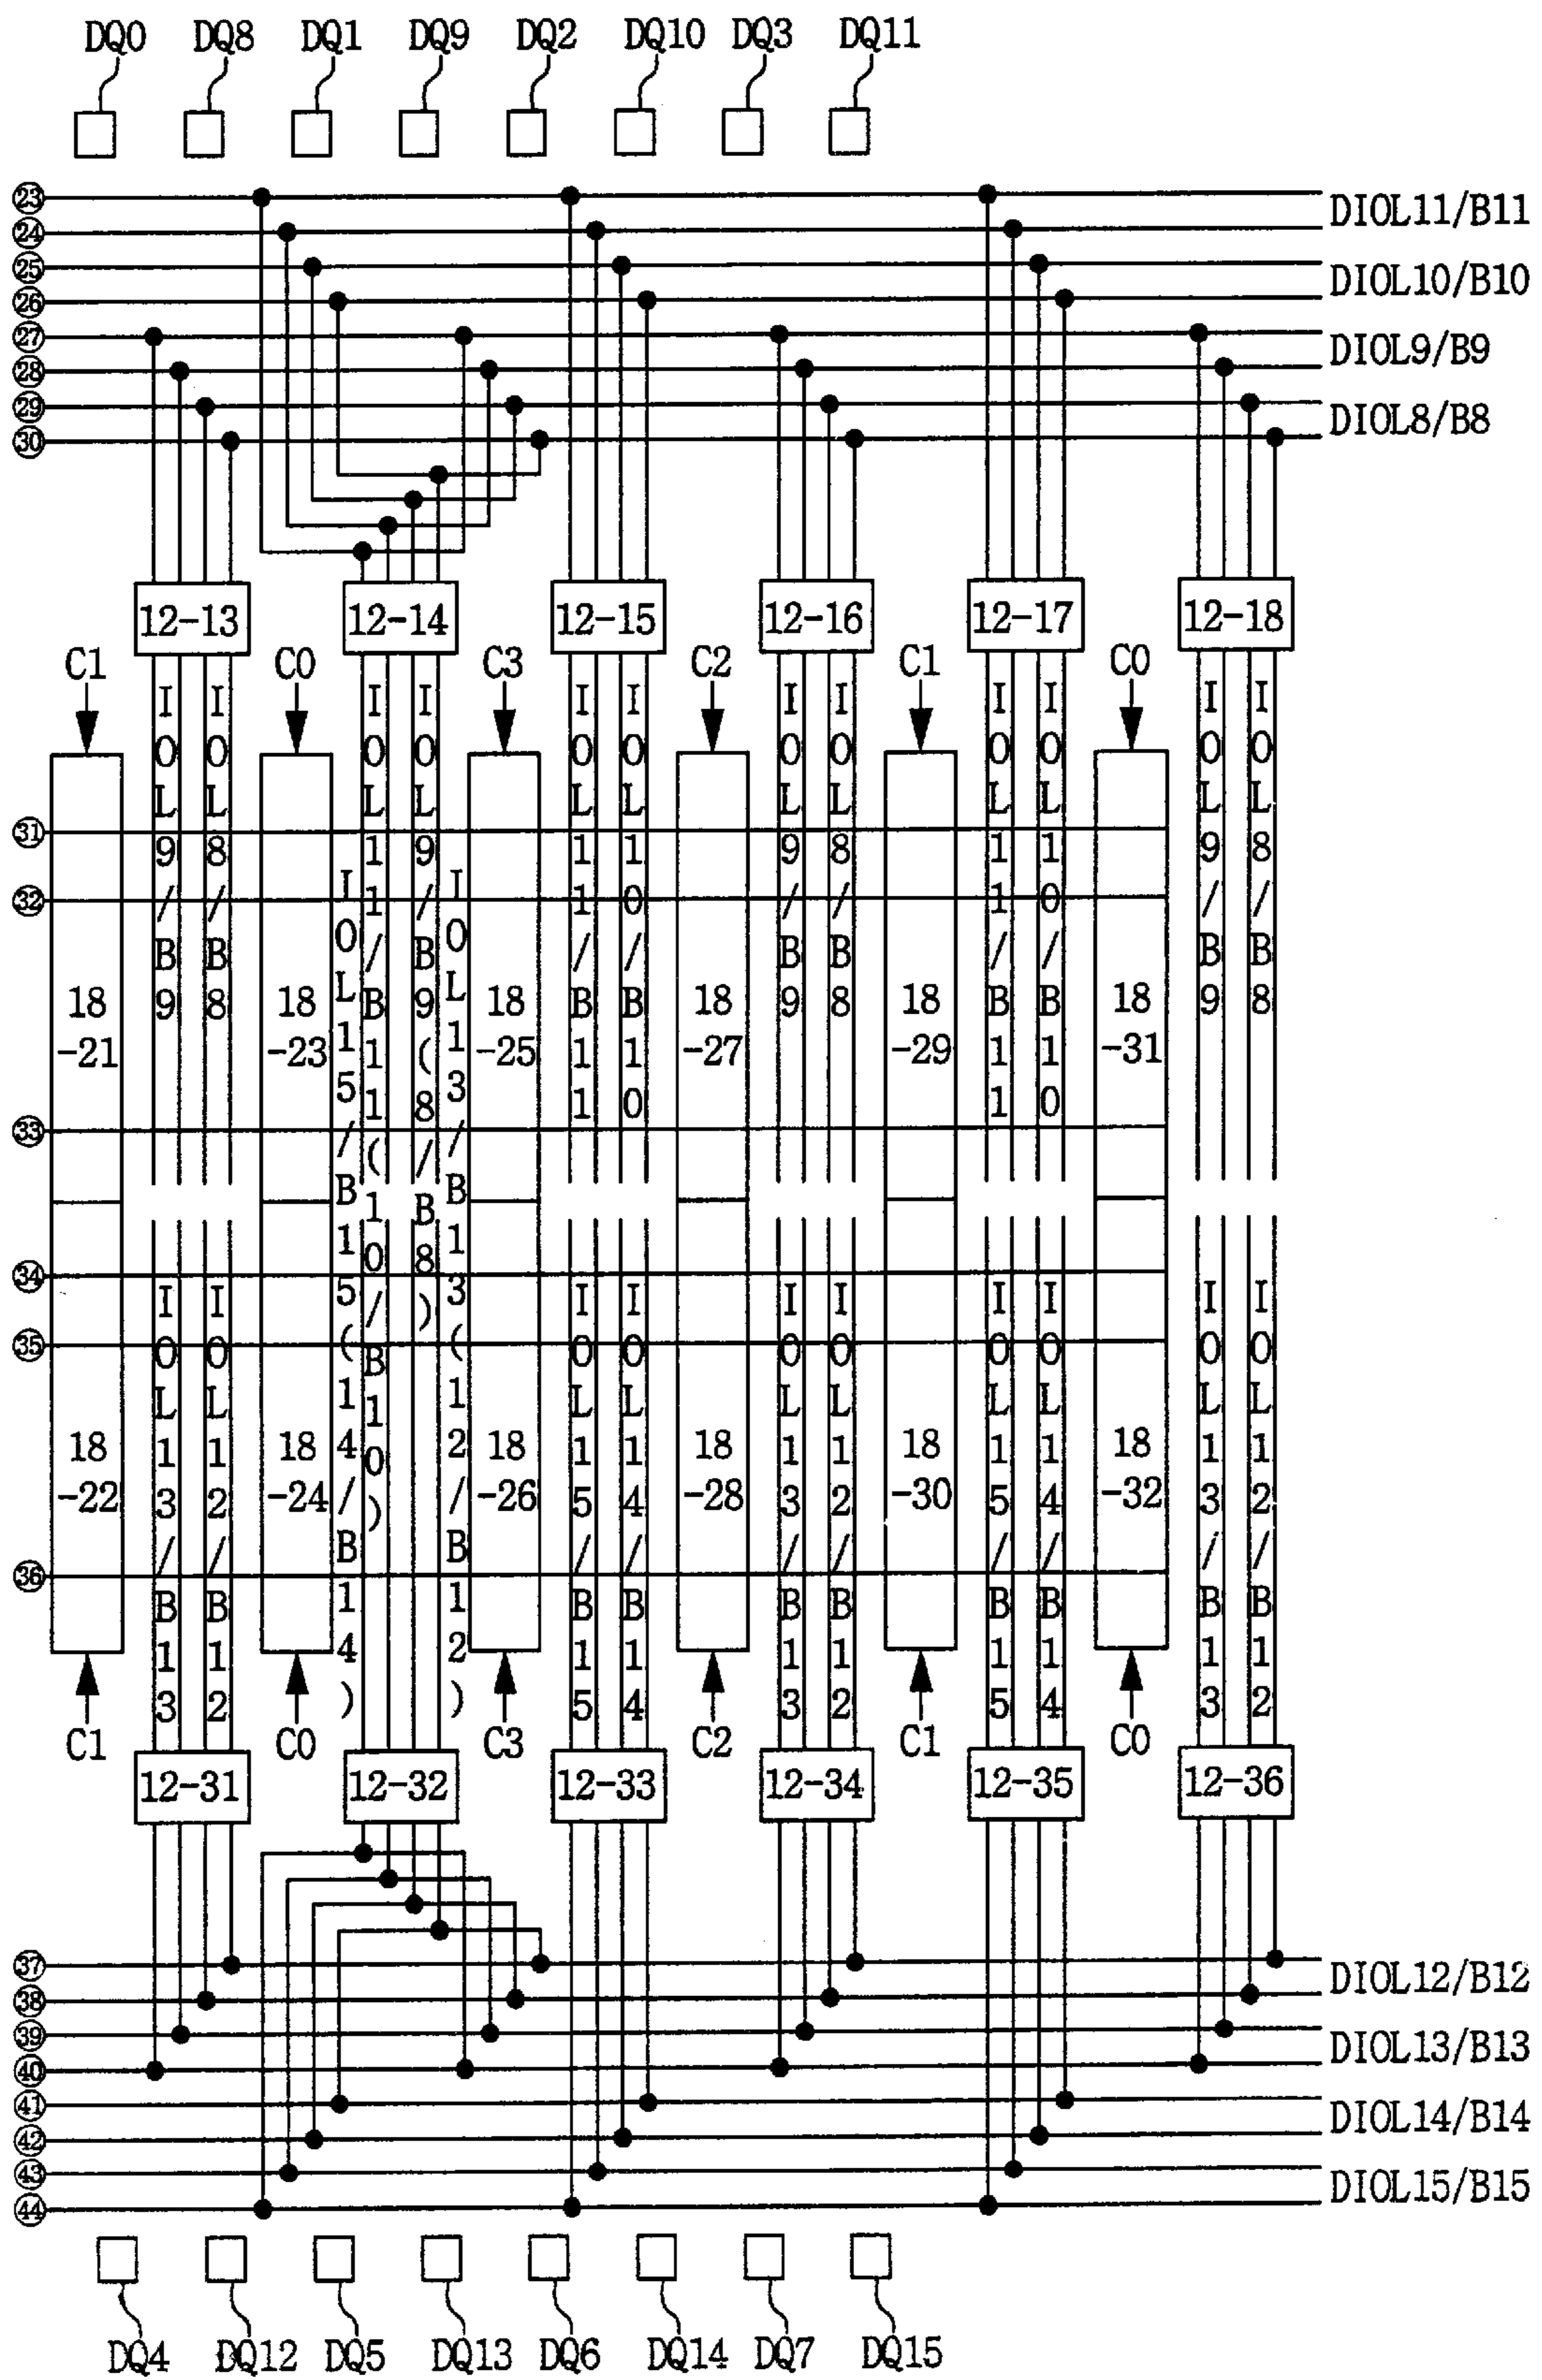 DQ0 DQ8 DQ1 DQ9 DQ2 DQ10 DQ3 DQ11
23
DIOL11/B11
24
25
DIOL10/B10
26
27
DIOL9/B9
28
29
DIOL8/B8
30
12-13 12-14 12-15 12-16 12-17 12-18
C1 C0 C3 C2 C1 C0
IOL9/B9
IOL8/B8
IOL15/B15(14/B14)
IOL11/B11(10/B10)
IOL9/B9(8/B8)
IOL13/B13(12/B12)
IOL11/B11
IOL10/B10
IOL9/B9
IOL8/B8
IOL11/B11
IOL10/B10
IOL9/B9
IOL8/B8
31
32
18 18 18 18 18 18
-21 -23 -25 -27 -29 -31
33
34
35
IOL13/B13
IOL12/B12
IOL15/B15
IOL14/B14
IOL13/B13
IOL12/B12
IOL15/B15
IOL14/B14
IOL13/B13
IOL12/B12
18 18 18 18 18 18
-22 -24 -26 -28 -30 -32
36
C1 C0 C3 C2 C1 C0
12-31 12-32 12-33 12-34 12-35 12-36
37
DIOL12/B12
38
39
DIOL13/B13
40
41
DIOL14/B14
42
43
DIOL15/B15
44
DQ4 DQ12 DQ5 DQ13 DQ6 DQ14 DQ7 DQ15